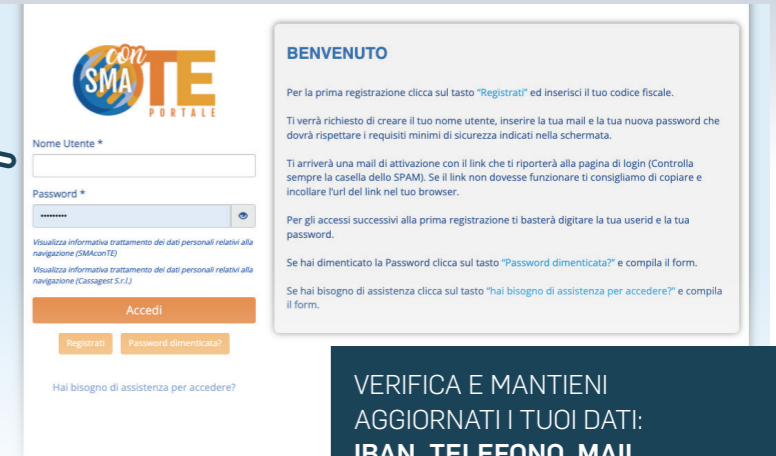 con
SMA TE
PORTALE
Nome Utente *
Password *
Visualizza informativa trattamento dei dati personali relativi alla
navigazione (SMAconTE)
Visualizza informativa trattamento dei dati personali relativi alla
navigazione (Cassagest S.r.l.)
Accedi
Registrati Password dimenticata?
Hai bisogno di assistenza per accedere?
BENVENUTO
Per la prima registrazione clicca sul tasto "Registrati" ed inserisci il tuo codice fiscale.
Ti verrà richiesto di creare il tuo nome utente, inserire la tua mail e la tua nuova password che
dovrà rispettare i requisiti minimi di sicurezza indicati nella schermata.
Ti arriverà una mail di attivazione con il link che ti riporterà alla pagina di login (Controlla
sempre la casella dello SPAM). Se il link non dovesse funzionare ti consigliamo di copiare e
incollare l'url del link nel tuo browser.
Per gli accessi successivi alla prima registrazione ti basterà digitare la tua userid e la tua
password.
Se hai dimenticato la Password clicca sul tasto "Password dimenticata?" e compila il form.
Se hai bisogno di assistenza clicca sul tasto "hai bisogno di assistenza per accedere?" e compila
il form.
VERIFICA E MANTIENI
AGGIORNATI I TUOI DATI:
IBAN, TELEFONO, MAIL